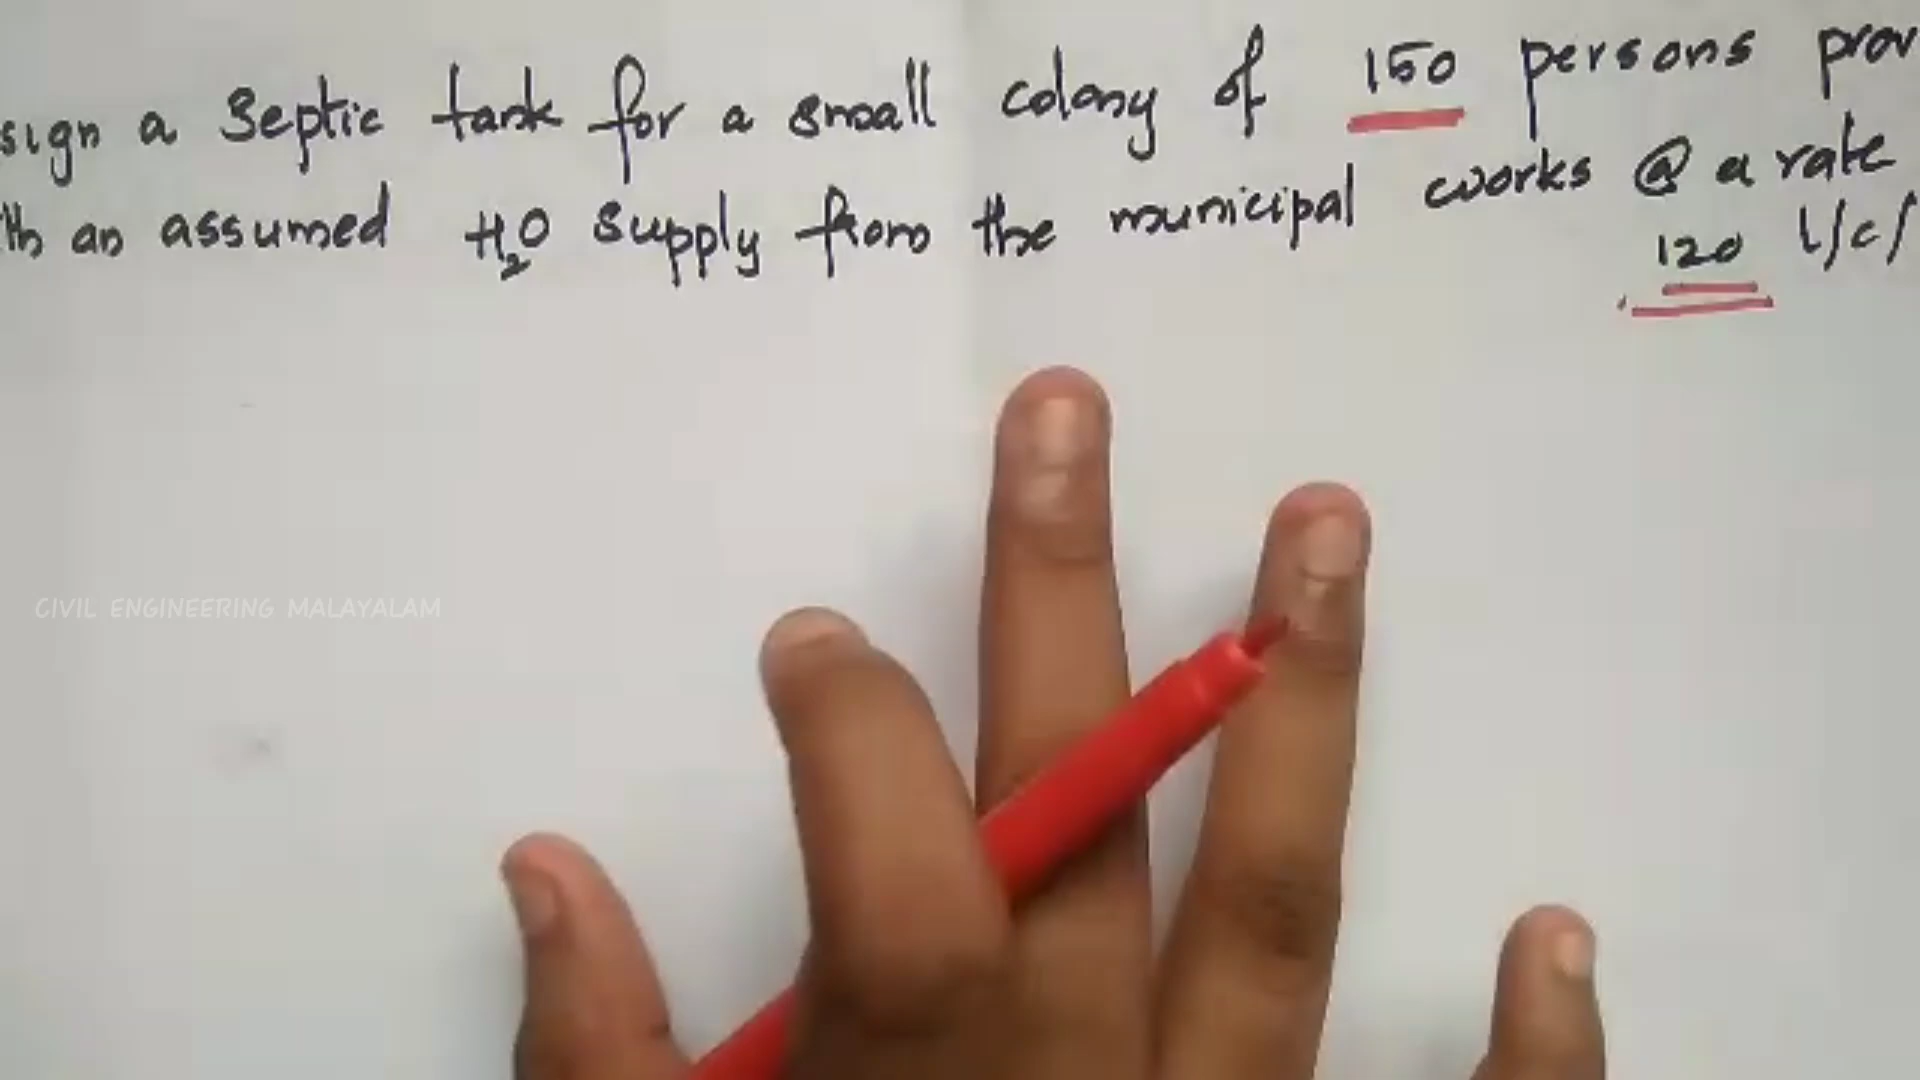 sign a Septic tank for a small colony of 150 persons prov
th an assumed H₂O supply from the municipal works @ a rate
120 l/c/
CIVIL ENGINEERING MALAYALAM